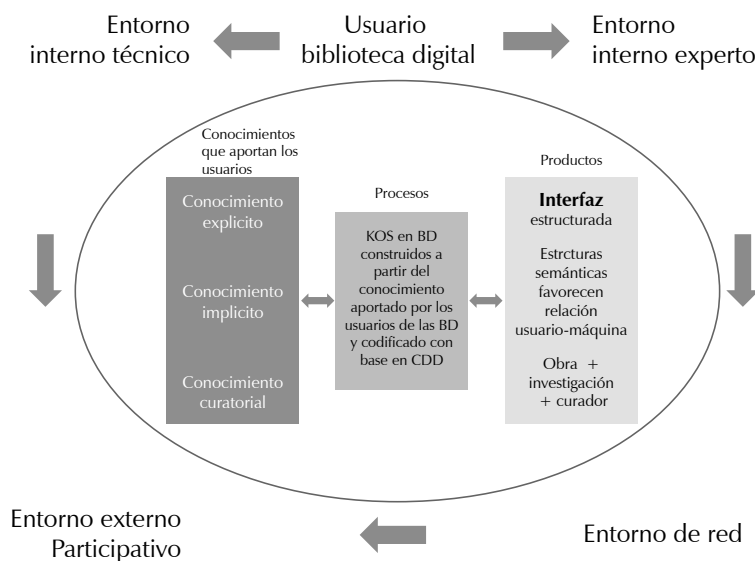 Entorno
interno técnico
Usuario
biblioteca digital
Entorno
interno experto
Conocimientos
que aportan los
usuarios
Conocimiento
explícito
Conocimiento
implicito
Conocimiento
curatorial
Procesos
KOS en BD
construidos a
partir del
conocimiento
aportado por los
usuarios de las BD
y codificado con
base en CDD
Productos
Interfaz
estructurada
Estrcturas
semánticas
favorecen
relación
usuario-máquina
Obra +
investigación
+ curador
Entorno externo
Participativo
Entorno de red